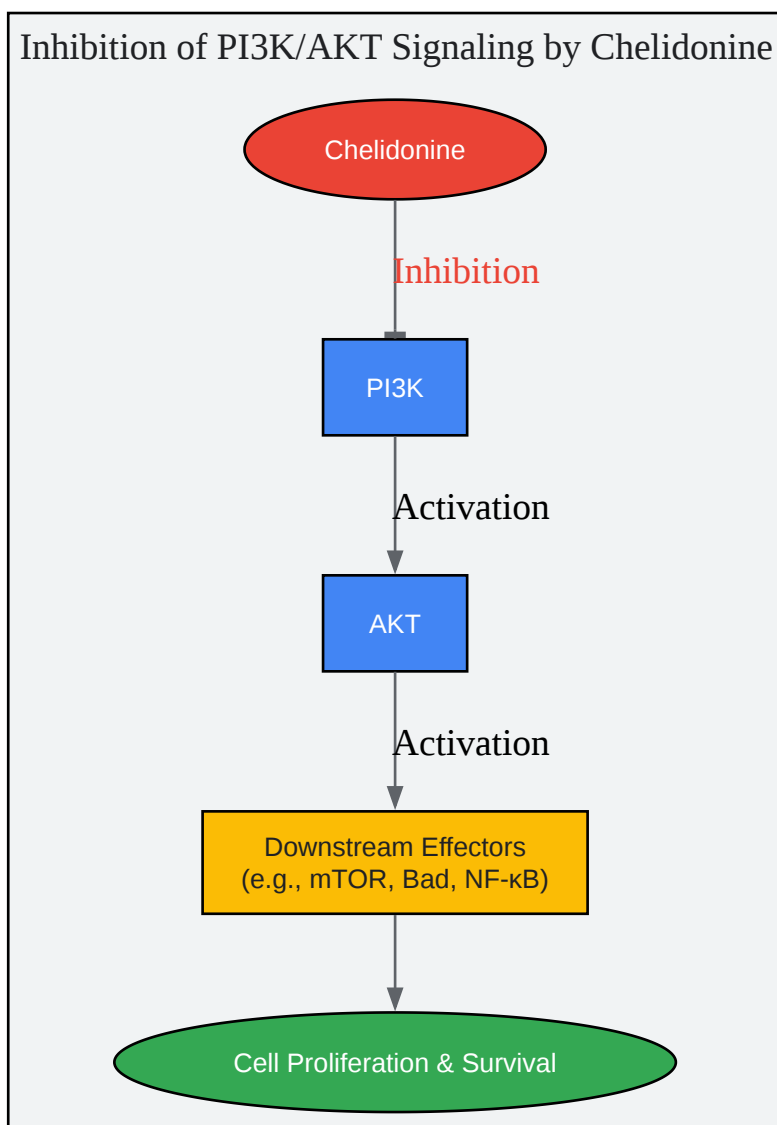 Inhibition of PI3K/AKT Signaling by Chelidonine
Chelidonine
Inhibition
PI3K
Activation
AKT
Activation
Downstream Effectors
(e.g., mTOR, Bad, NF-κB)
Cell Proliferation & Survival